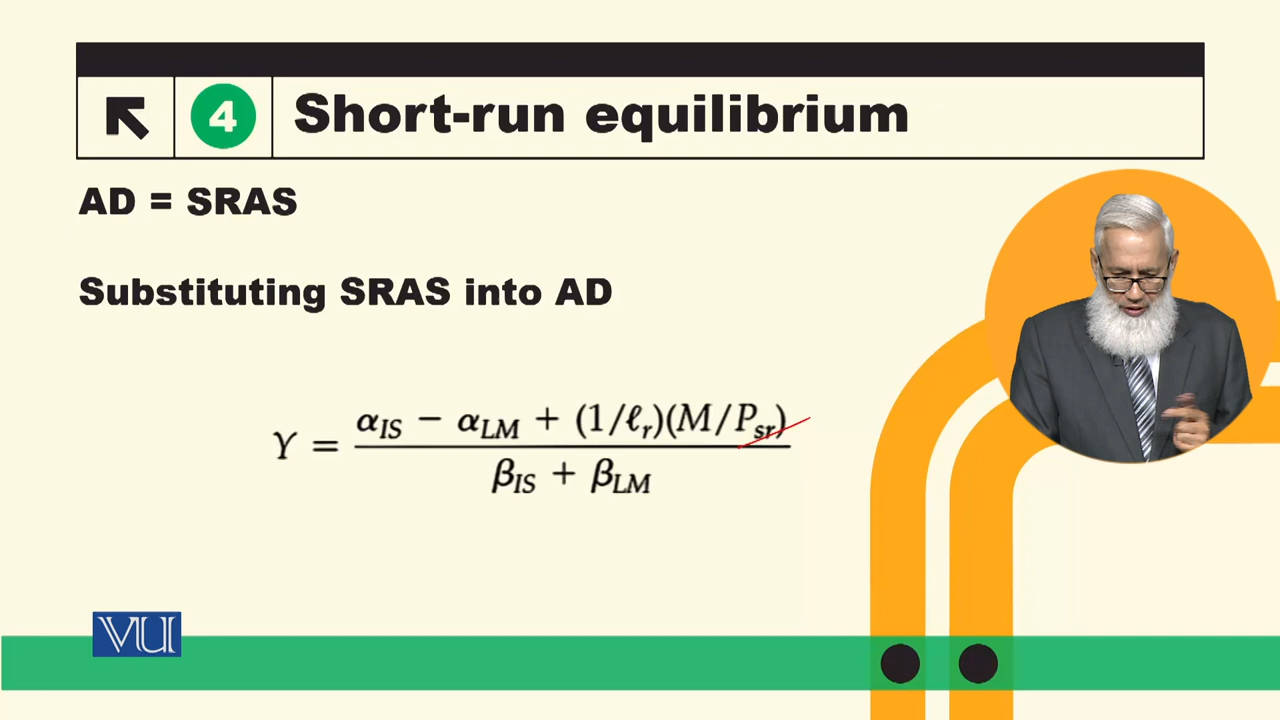 4
Short-run equilibrium
AD = SRAS
Substituting SRAS into AD
Y = (α_IS − α_LM + (1/ℓ_r)(M/P_sr)) / (β_IS + β_LM)
VU